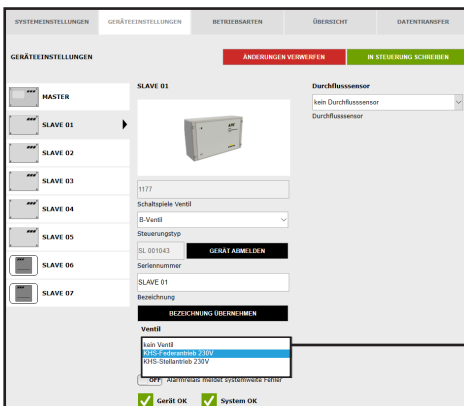 SYSTEMEINSTELLUNGEN
GERÄTEEINSTELLUNGEN
BETRIEBSARTEN
ÜBERSICHT
DATENTRANSFER
GERÄTEEINSTELLUNGEN
ÄNDERUNGEN VERWERFEN
IN STEUERUNG SCHREIBEN
MASTER
SLAVE 01
SLAVE 02
SLAVE 03
SLAVE 04
SLAVE 05
SLAVE 06
SLAVE 07
SLAVE 01
1177
Schaltspiele Ventil
B-Ventil
Steuerungstyp
SL 001043
GERÄT ABMELDEN
Seriennummer
SLAVE 01
Bezeichnung
BEZEICHNUNG ÜBERNEHMEN
Ventil
kein Ventil
KHS-Federantrieb 230V
KHS-Stellantrieb 230V
OFF Alarmrelais meldet systemweite Fehler
Gerät OK
System OK
Durchflusssensor
kein Durchflusssensor
Durchflusssensor